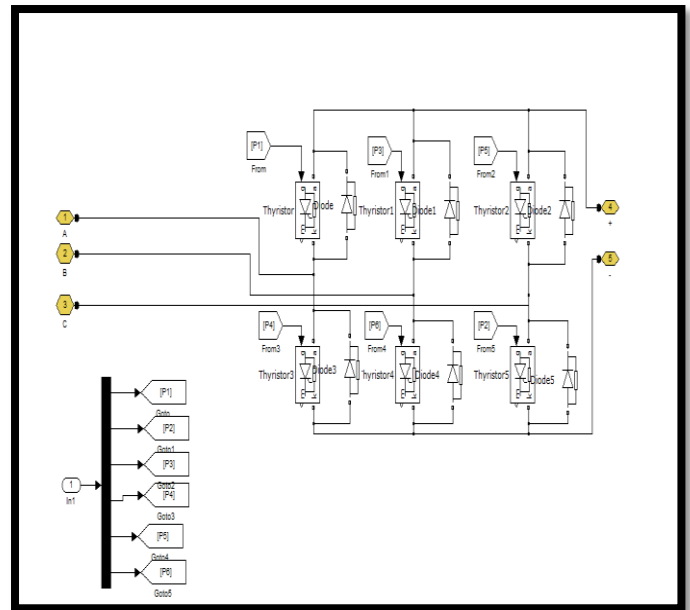 [P1] [P3] [P5]
From From1 From2
Thyristor Diode Thyristor1 Diode1 Thyristor2 Diode2
1 4
A +
2
B 5
-
3
C
[P4] [P6] [P2]
From3 From4 From5
Thyristor3 Diode3 Thyristor4 Diode4 Thyristor5 Diode5
[P1]
Goto
[P2]
Goto1
[P3]
Goto2
1 [P4]
In1 Goto3
[P5]
Goto4
[P6]
Goto5